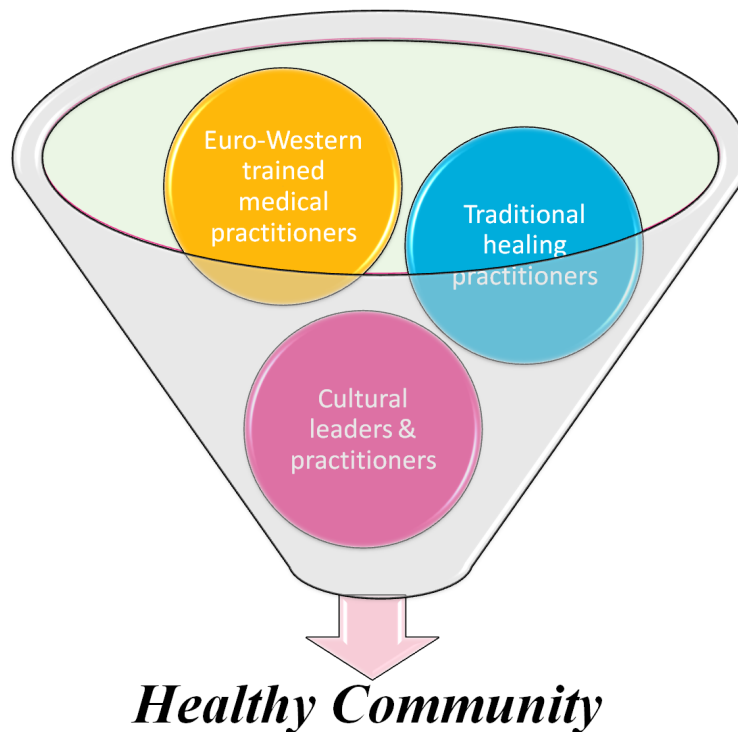 Euro-Western
trained
medical
practitioners
Traditional
healing
practitioners
Cultural
leaders &
practitioners
Healthy Community